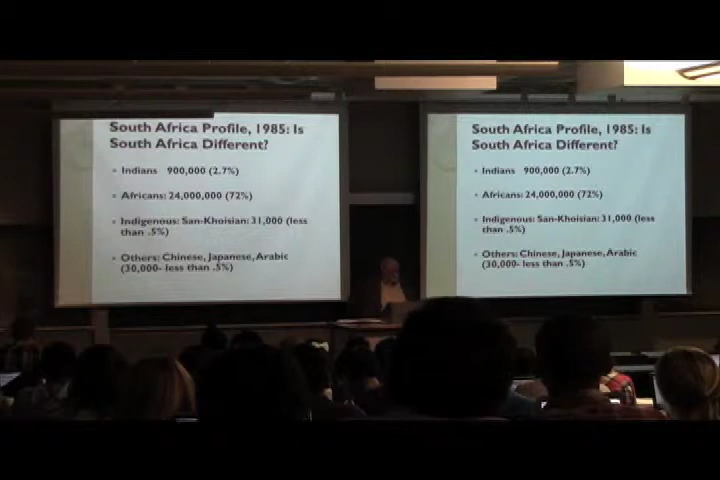 South Africa Profile, 1985: Is
South Africa Different?
Indians 900,000 (2.7%)
Africans: 24,000,000 (72%)
Indigenous: San-Khoisian: 31,000 (less
than .5%)
Others: Chinese, Japanese, Arabic
(30,000- less than .5%)
South Africa Profile, 1985: Is
South Africa Different?
Indians 900,000 (2.7%)
Africans: 24,000,000 (72%)
Indigenous: San-Khoisian: 31,000 (less
than .5%)
Others: Chinese, Japanese, Arabic
(30,000- less than .5%)